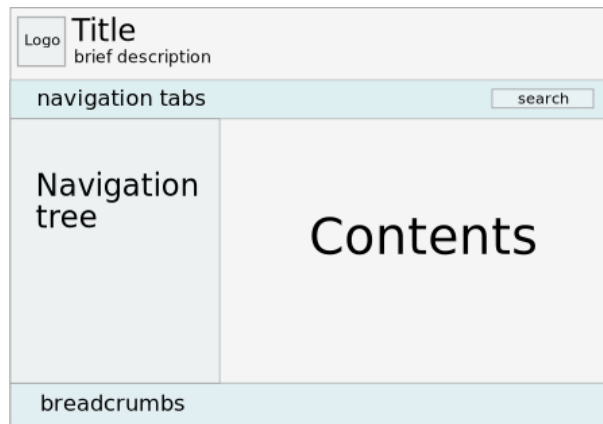 Logo
Title
brief description
navigation tabs
search
Navigation
tree
Contents
breadcrumbs